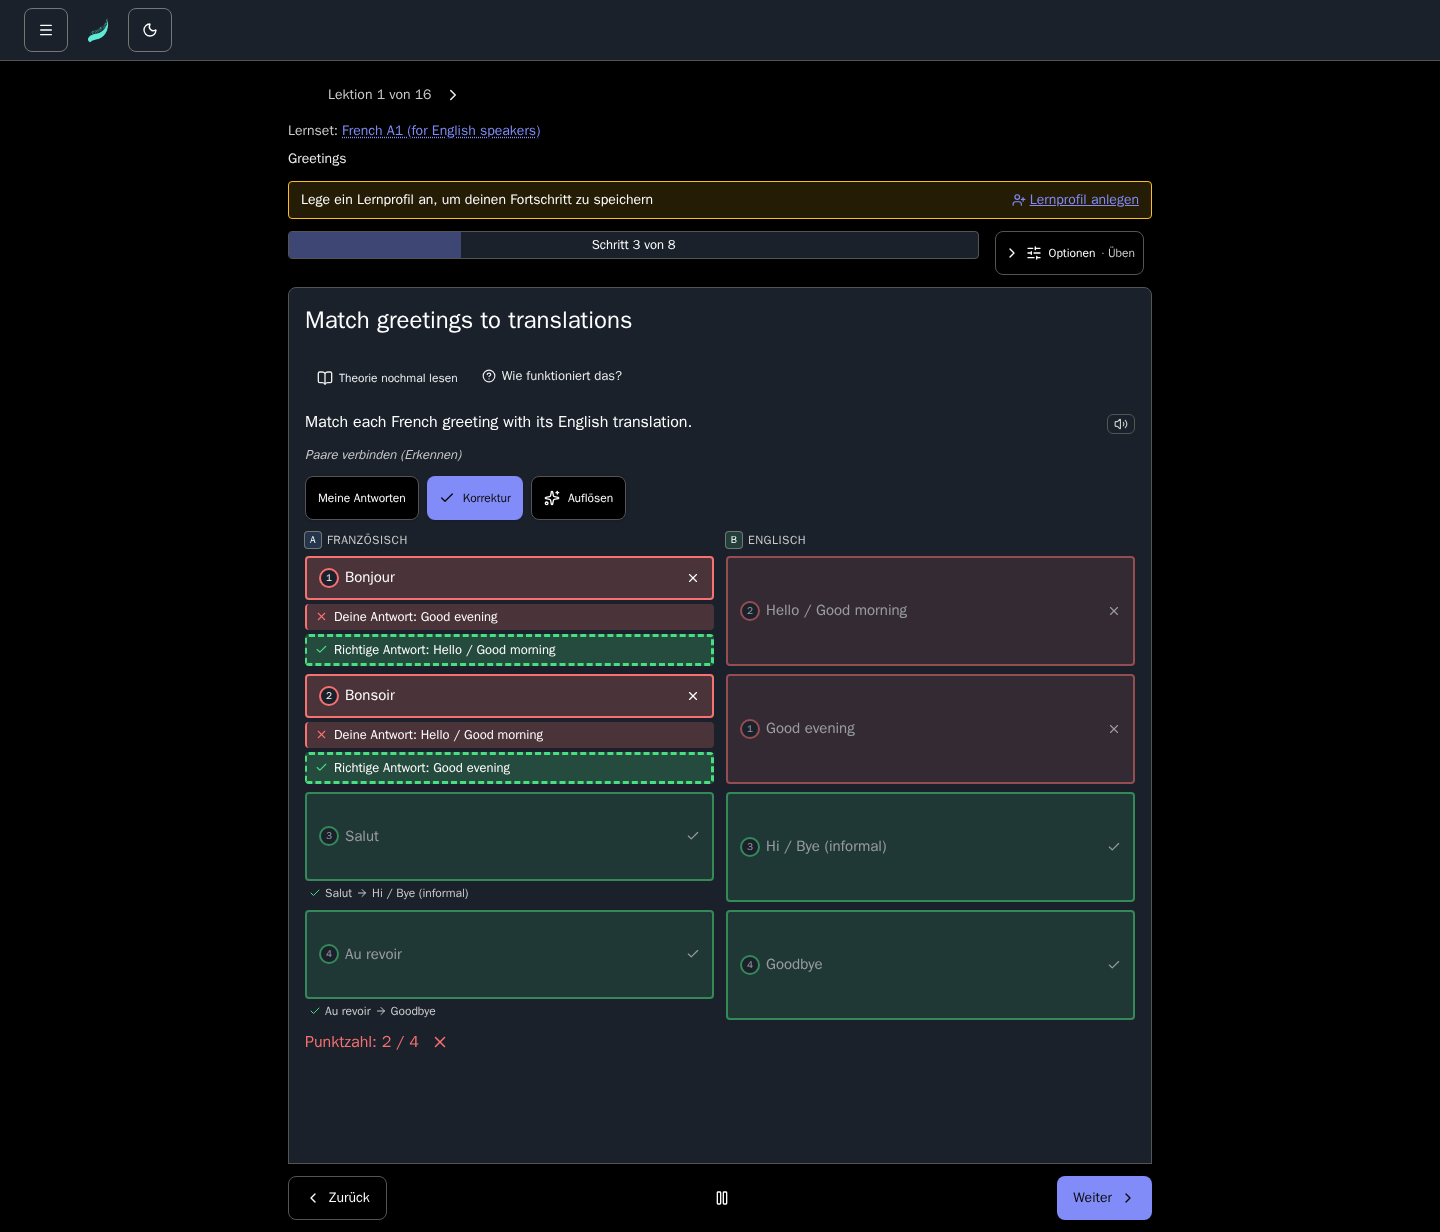 Lektion 1 von 16
Lernset: French A1 (for English speakers)
Greetings
Lege ein Lernprofil an, um deinen Fortschritt zu speichern
Lernprofil anlegen
Schritt 3 von 8
Optionen · Üben
Match greetings to translations
Theorie nochmal lesen
Wie funktioniert das?
Match each French greeting with its English translation.
Paare verbinden (Erkennen)
Meine Antworten
Korrektur
Auflösen
A FRANZÖSISCH
B ENGLISCH
1 Bonjour
Deine Antwort: Good evening
Richtige Antwort: Hello / Good morning
2 Hello / Good morning
2 Bonsoir
Deine Antwort: Hello / Good morning
Richtige Antwort: Good evening
1 Good evening
3 Salut
Salut → Hi / Bye (informal)
3 Hi / Bye (informal)
4 Au revoir
Au revoir → Goodbye
4 Goodbye
Punktzahl: 2 / 4
Zurück
Weiter